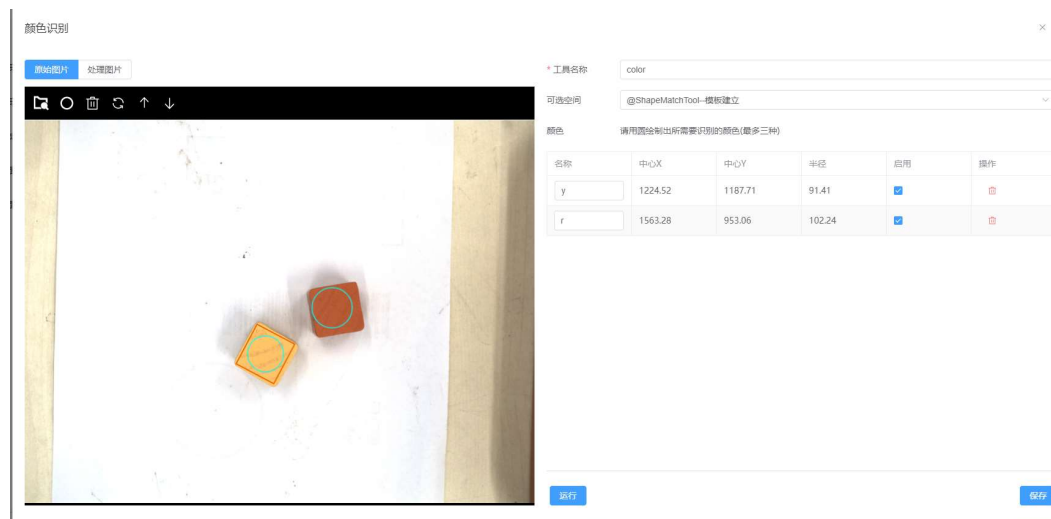 颜色识别
原始图片 处理图片
* 工具名称 color
可选空间 @ShapeMatchTool--模板建立
颜色 请用圆绘制出所需要识别的颜色(最多三种)
名称 中心X 中心Y 半径 启用 操作
y 1224.52 1187.71 91.41
r 1563.28 953.06 102.24
运行 保存